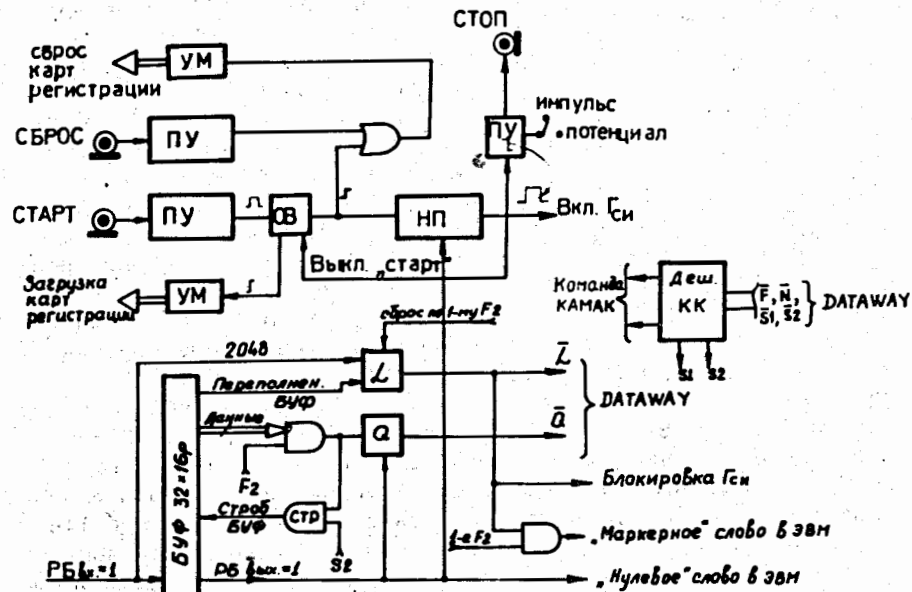 СТОП
сброс
карт
регистрации
УМ
импульс
потенциал
СБРОС
ПУ
ПУ
t
СТАРТ
ПУ
ОВ
НП
Вкл. Гси
Выкл. „старт"
Загрузка
карт
регистрации
УМ
Команда
КАМАК
Деш.
КК
F̅, N̅,
S̅1, S̅2
DATAWAY
S1 S2
сброс по 1-му F2
2048
L
L̅
Переполнен.
БУФ
DATAWAY
Данные
Q
Q̅
F2
БУФ 32×16р
Строб
БУФ
СТР
S2
Блокировка Гси
1-е F2
„Маркерное" слово в ЭВМ
РБ вх.=1
РБ вых.=1
„Нулевое" слово в ЭВМ